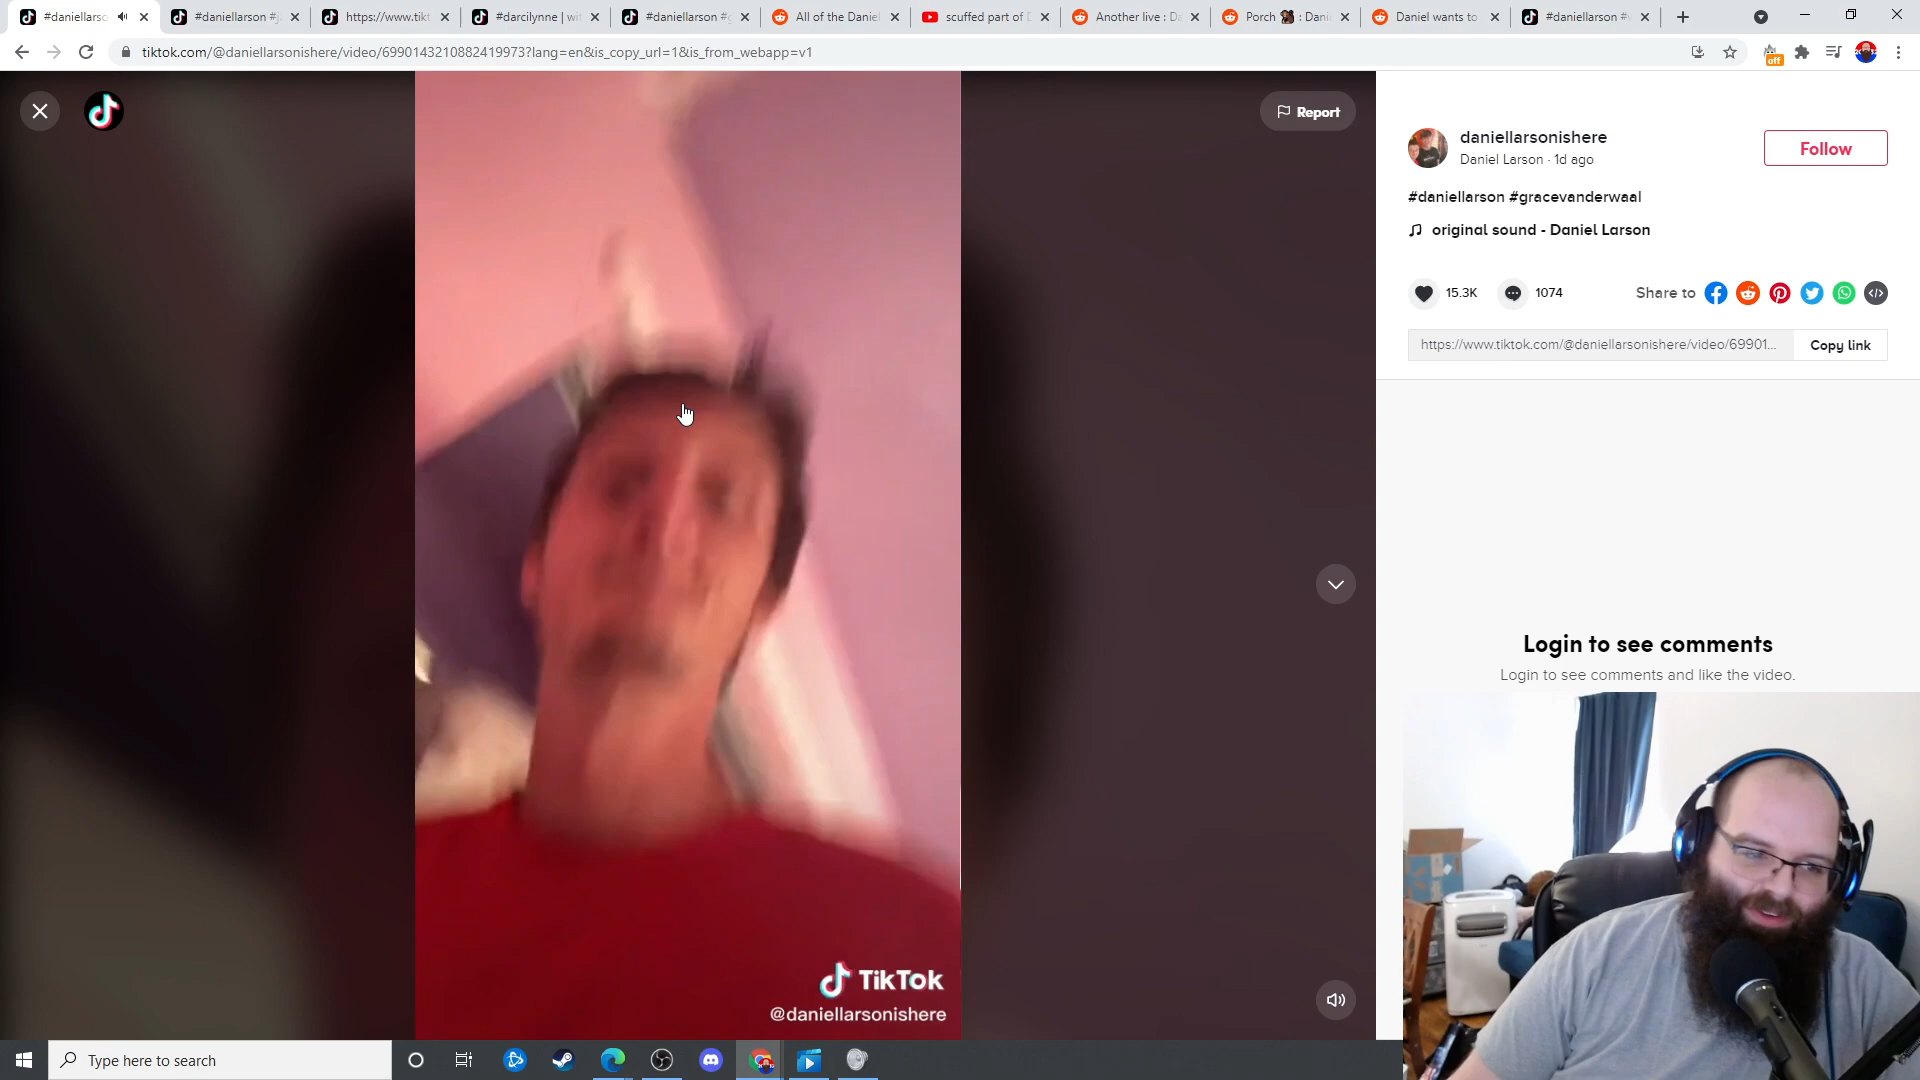 #daniellarso
#daniellarson #j
https://www.tikt
#darcilynne | wi
#daniellarson #g
All of the Daniel
scuffed part of D
Another live : Da
Porch : Dani
Daniel wants to
#daniellarson #
tiktok.com/@daniellarsonishere/video/6990143210882419973?lang=en&is_copy_url=1&is_from_webapp=v1
off
Report
daniellarsonishere
Daniel Larson · 1d ago
Follow
#daniellarson #gracevanderwaal
original sound - Daniel Larson
15.3K
1074
Share to
https://www.tiktok.com/@daniellarsonishere/video/69901...
Copy link
Login to see comments
Login to see comments and like the video.
TikTok
@daniellarsonishere
Type here to search